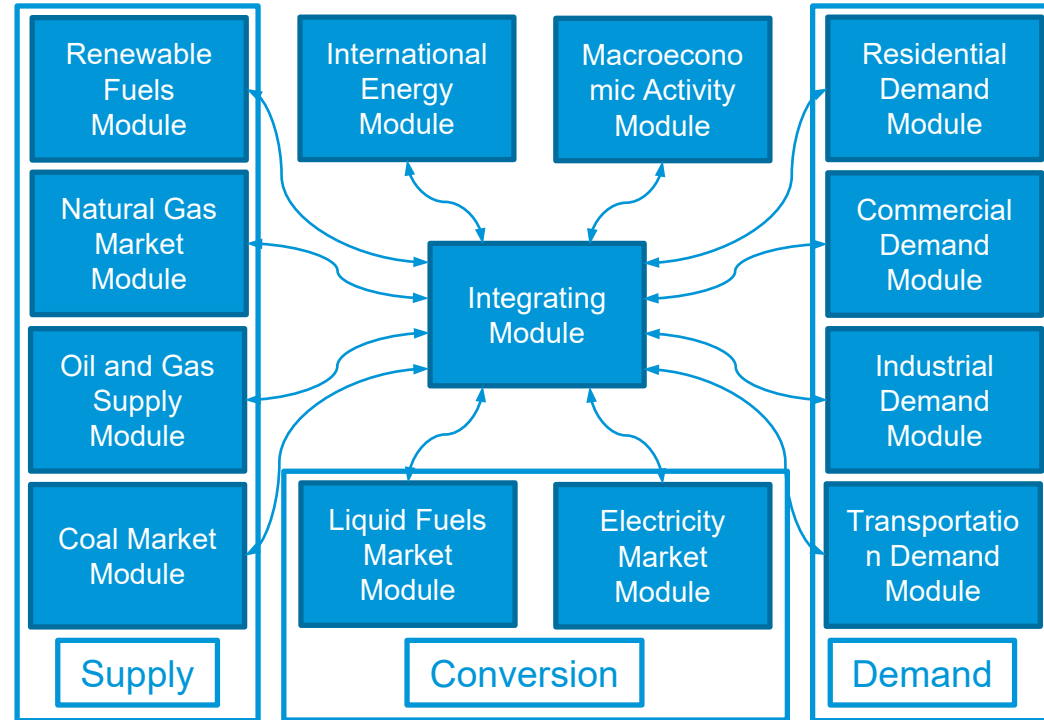 Renewable
Fuels
Module
International
Energy
Module
Macroecono
mic Activity
Module
Residential
Demand
Module
Natural Gas
Market
Module
Integrating
Module
Commercial
Demand
Module
Oil and Gas
Supply
Module
Industrial
Demand
Module
Coal Market
Module
Liquid Fuels
Market
Module
Electricity
Market
Module
Transportatio
n Demand
Module
Supply
Conversion
Demand